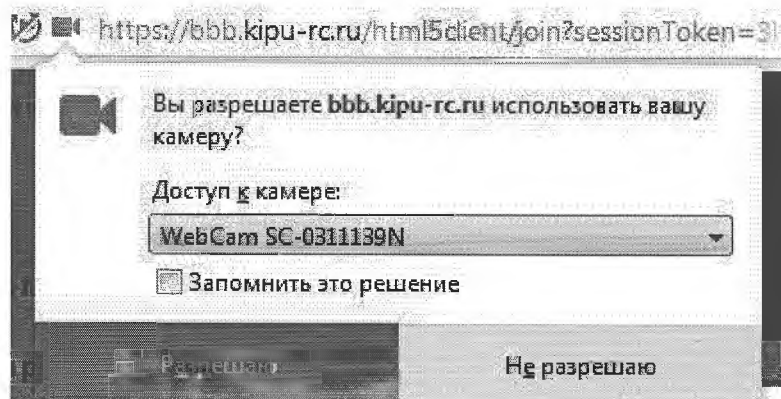 https://bbb.kipu-rc.ru/html5client/join?sessionToken=3
Вы разрешаете bbb.kipu-rc.ru использовать вашу
камеру?
Доступ к камере:
WebCam SC-0311139N
Запомнить это решение
Разрешаю
Не разрешаю